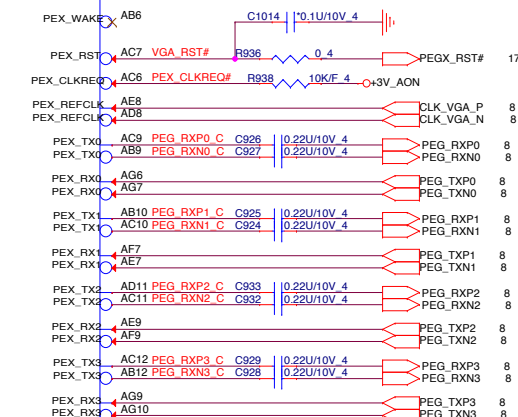 PEX_WAKE AB6 C1014 *0.1U/10V_4
PEX_RST AC7 VGA_RST# R936 0_4 PEGX_RST# 17
PEX_CLKREQ AC6 PEX_CLKREQ# R938 10K/F_4 +3V_AON
PEX_REFCLK AE8 CLK_VGA_P 8
PEX_REFCLK AD8 CLK_VGA_N 8
PEX_TX0 AC9 PEG_RXP0_C C926 0.22U/10V_4 PEG_RXP0 8
PEX_TX0 AB9 PEG_RXN0_C C927 0.22U/10V_4 PEG_RXN0 8
PEX_RX0 AG6 PEG_TXP0 8
PEX_RX0 AG7 PEG_TXN0 8
PEX_TX1 AB10 PEG_RXP1_C C925 0.22U/10V_4 PEG_RXP1 8
PEX_TX1 AC10 PEG_RXN1_C C924 0.22U/10V_4 PEG_RXN1 8
PEX_RX1 AF7 PEG_TXP1 8
PEX_RX1 AE7 PEG_TXN1 8
PEX_TX2 AD11 PEG_RXP2_C C933 0.22U/10V_4 PEG_RXP2 8
PEX_TX2 AC11 PEG_RXN2_C C932 0.22U/10V_4 PEG_RXN2 8
PEX_RX2 AE9 PEG_TXP2 8
PEX_RX2 AF9 PEG_TXN2 8
PEX_TX3 AC12 PEG_RXP3_C C929 0.22U/10V_4 PEG_RXP3 8
PEX_TX3 AB12 PEG_RXN3_C C928 0.22U/10V_4 PEG_RXN3 8
PEX_RX3 AG9 PEG_TXP3 8
PEX_RX3 AG10 PEG_TXN3 8